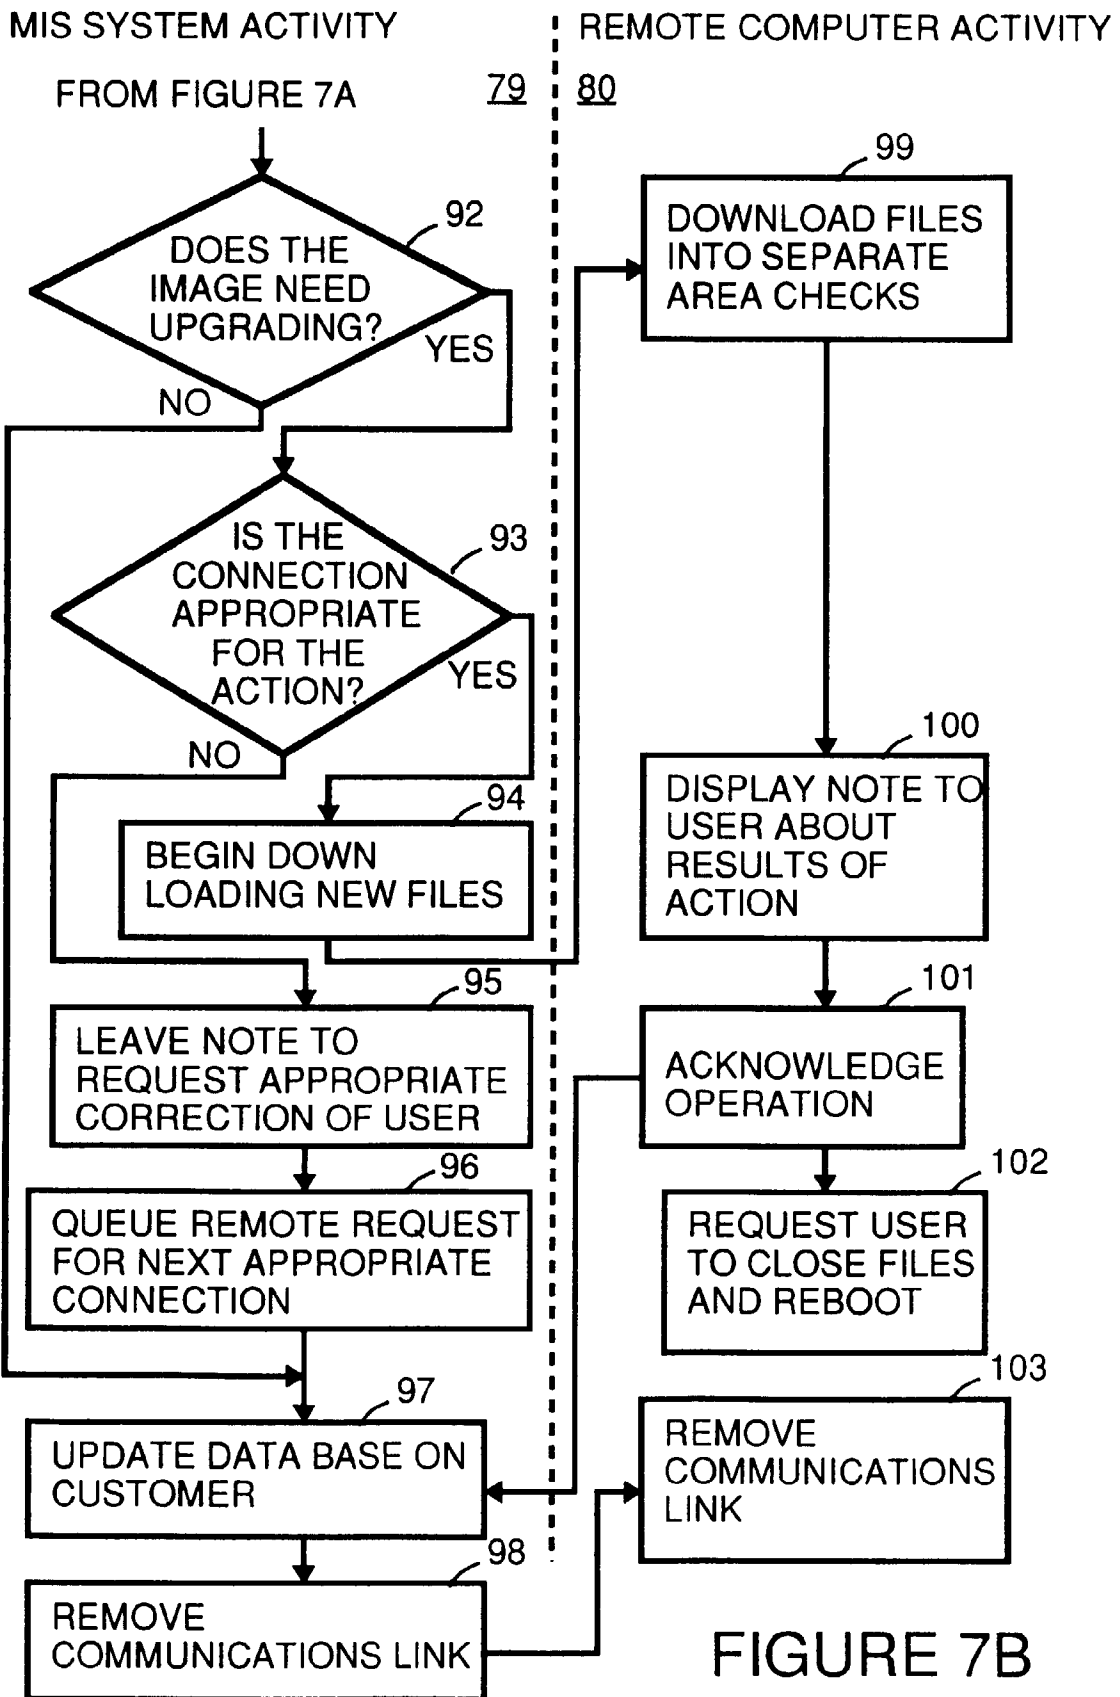 MIS SYSTEM ACTIVITY
REMOTE COMPUTER ACTIVITY
FROM FIGURE 7A
79
80
92
DOES THE
IMAGE NEED
UPGRADING?
YES
NO
93
IS THE
CONNECTION
APPROPRIATE
FOR THE
ACTION?
YES
NO
94
BEGIN DOWN
LOADING NEW FILES
95
LEAVE NOTE TO
REQUEST APPROPRIATE
CORRECTION OF USER
96
QUEUE REMOTE REQUEST
FOR NEXT APPROPRIATE
CONNECTION
97
UPDATE DATA BASE ON
CUSTOMER
98
REMOVE
COMMUNICATIONS LINK
99
DOWNLOAD FILES
INTO SEPARATE
AREA CHECKS
100
DISPLAY NOTE TO
USER ABOUT
RESULTS OF
ACTION
101
ACKNOWLEDGE
OPERATION
102
REQUEST USER
TO CLOSE FILES
AND REBOOT
103
REMOVE
COMMUNICATIONS
LINK
FIGURE 7B